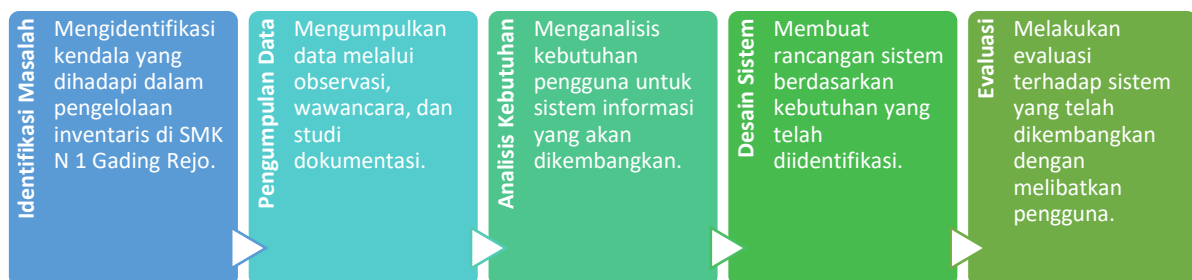 Identifikasi Masalah
Mengidentifikasi
kendala yang
dihadapi dalam
pengelolaan
inventaris di SMK
N 1 Gading Rejo.
Pengumpulan Data
Mengumpulkan
data melalui
observasi,
wawancara, dan
studi
dokumentasi.
Analisis Kebutuhan
Menganalisis
kebutuhan
pengguna untuk
sistem informasi
yang akan
dikembangkan.
Desain Sistem
Membuat
rancangan sistem
berdasarkan
kebutuhan yang
telah
diidentifikasi.
Evaluasi
Melakukan
evaluasi
terhadap sistem
yang telah
dikembangkan
dengan
melibatkan
pengguna.